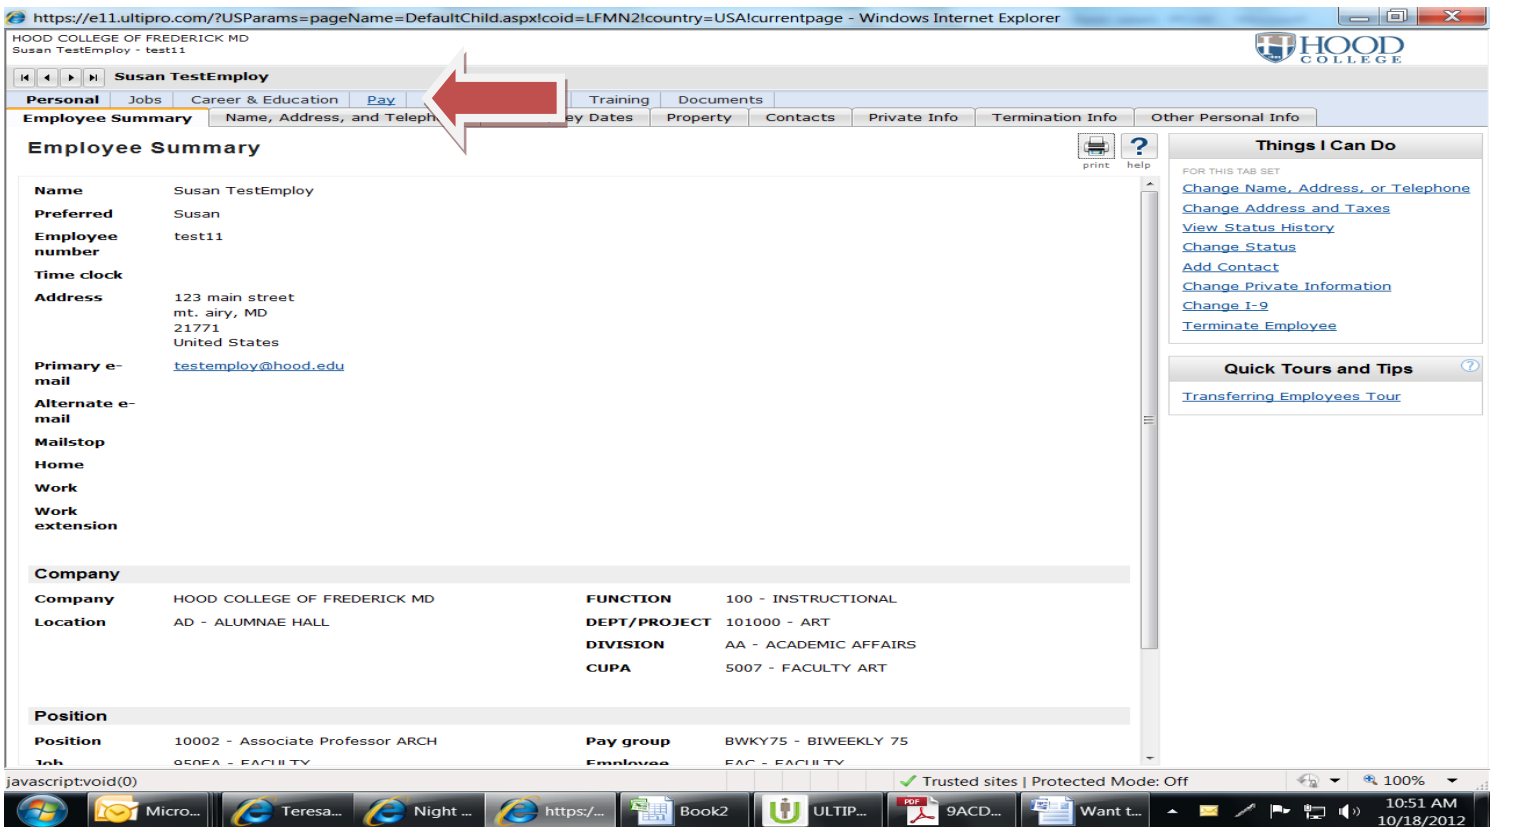 https://e11.ultipro.com/?USParams=pageName=DefaultChild.aspx!coid=LFMN2!country=USA!currentpage - Windows Internet Explorer
HOOD COLLEGE OF FREDERICK MD
Susan TestEmploy - test11
HOOD
COLLEGE
Susan TestEmploy
Personal Jobs Career & Education Pay Training Documents
Employee Summary Name, Address, and Teleph ey Dates Property Contacts Private Info Termination Info Other Personal Info
Employee Summary
print help
Name Susan TestEmploy
Preferred Susan
Employee number test11
Time clock
Address 123 main street
mt. airy, MD
21771
United States
Primary e-
mail testemploy@hood.edu
Alternate e-
mail
Mailstop
Home
Work
Work
extension
Company
Company HOOD COLLEGE OF FREDERICK MD FUNCTION 100 - INSTRUCTIONAL
Location AD - ALUMNAE HALL DEPT/PROJECT 101000 - ART
DIVISION AA - ACADEMIC AFFAIRS
CUPA 5007 - FACULTY ART
Position
Position 10002 - Associate Professor ARCH Pay group BWKY75 - BIWEEKLY 75
Job 950FA - FACULTY Employee FAC - FACULTY
Things I Can Do
FOR THIS TAB SET
Change Name, Address, or Telephone
Change Address and Taxes
View Status History
Change Status
Add Contact
Change Private Information
Change I-9
Terminate Employee
Quick Tours and Tips
Transferring Employees Tour
javascript:void(0) Trusted sites | Protected Mode: Off 100%
Micro... Teresa... Night ... https:/... Book2 ULTIP... PDF 9ACD... Want t... 10:51 AM
10/18/2012